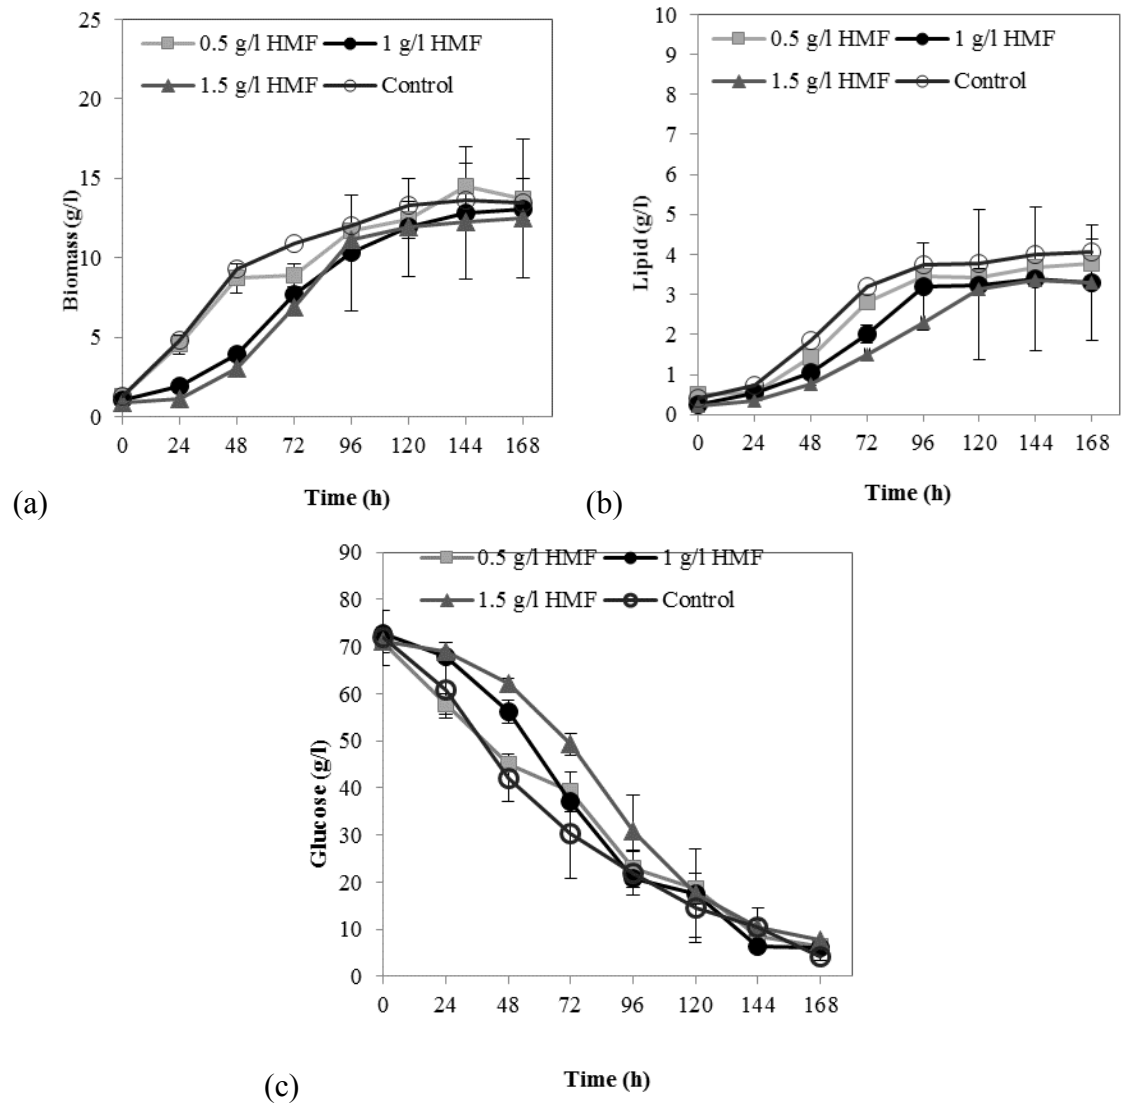 25
20
15
10
5
0
Biomass (g/l)
0.5 g/l HMF 1 g/l HMF
1.5 g/l HMF Control
0 24 48 72 96 120 144 168
Time (h)
(a)
10
9
8
7
6
5
4
3
2
1
0
Lipid (g/l)
0.5 g/l HMF 1 g/l HMF
1.5 g/l HMF Control
0 24 48 72 96 120 144 168
Time (h)
(b)
90
80
70
60
50
40
30
20
10
0
Glucose (g/l)
0.5 g/l HMF 1 g/l HMF
1.5 g/l HMF Control
0 24 48 72 96 120 144 168
Time (h)
(c)